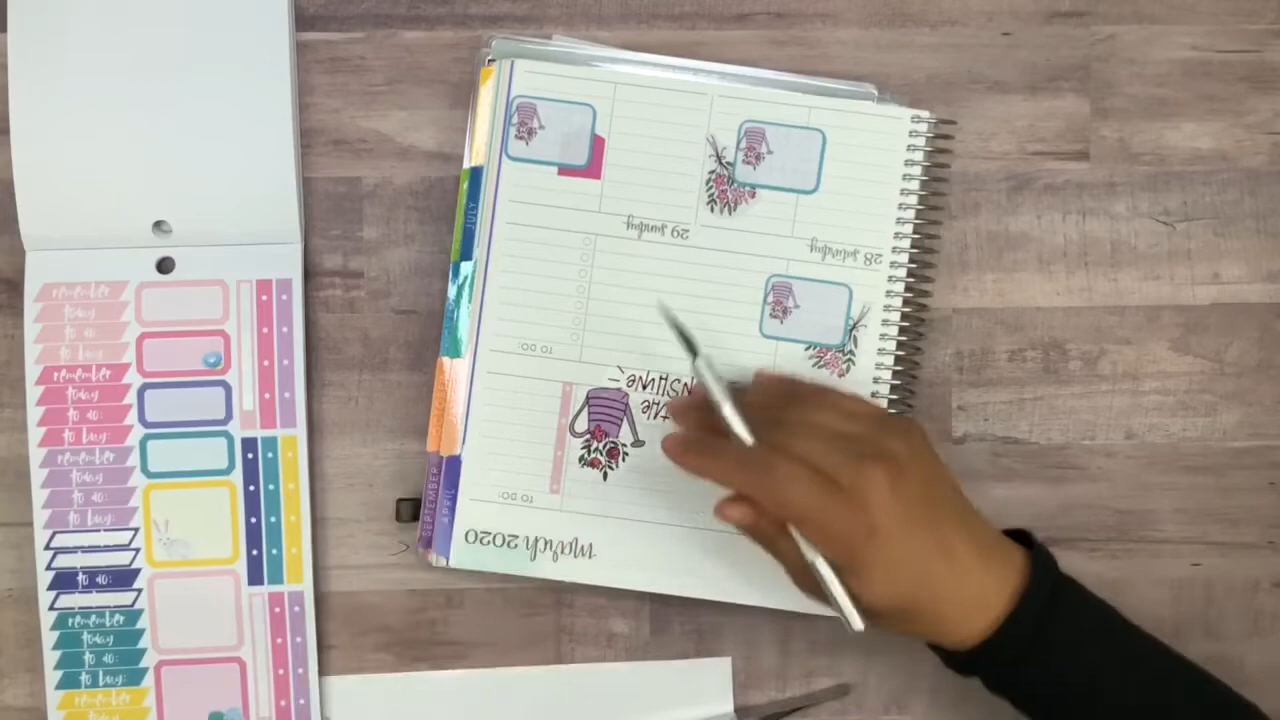 remember
today
to do:
to buy:
remember
today
to do:
to buy:
remember
today
to do:
to buy:
to do:
remember
today
to do:
to buy:
remember
today
JULY
SEPTEMBER
APRIL
march 2020
TO DO:
THE
TO DO:
28 saturday
29 sunday